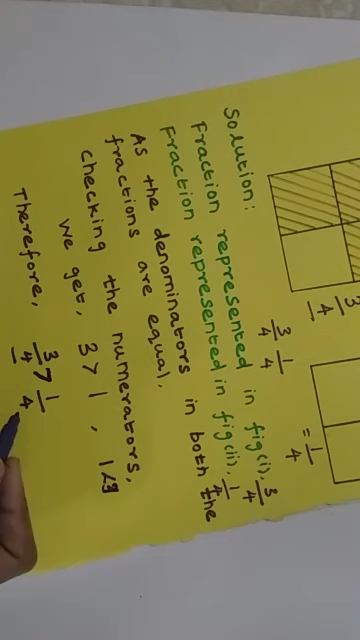 3/4
= 1/4
3/4 1/4
Solution:
Fraction represented in fig(i), 3/4
Fraction represented in fig(ii), 1/4
As the denominators in both the
fractions are equal,
checking the numerators,
we get, 3 > 1, 1<3
Therefore, 3/4 > 1/4